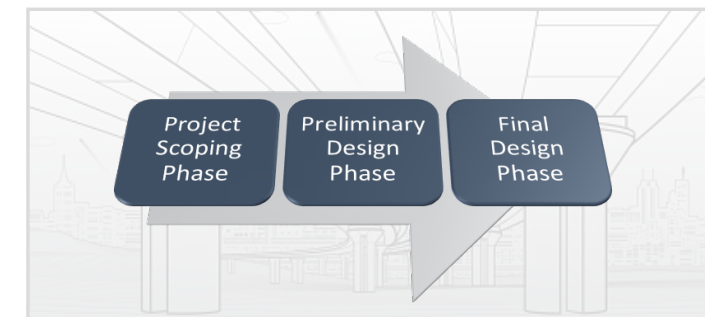 Project
Scoping
Phase
Preliminary
Design
Phase
Final
Design
Phase